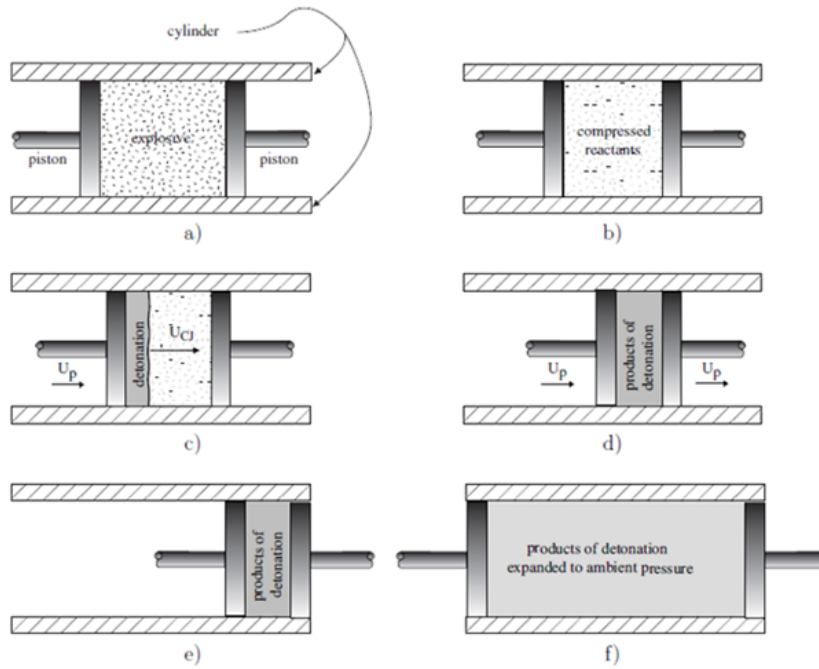 cylinder
explosive.
piston
piston
a)
compressed
reactants
b)
detonation
U_CJ
U_p
c)
products of
detonation
U_p
U_p
d)
products of
detonation
e)
products of detonation
expanded to ambient pressure
f)